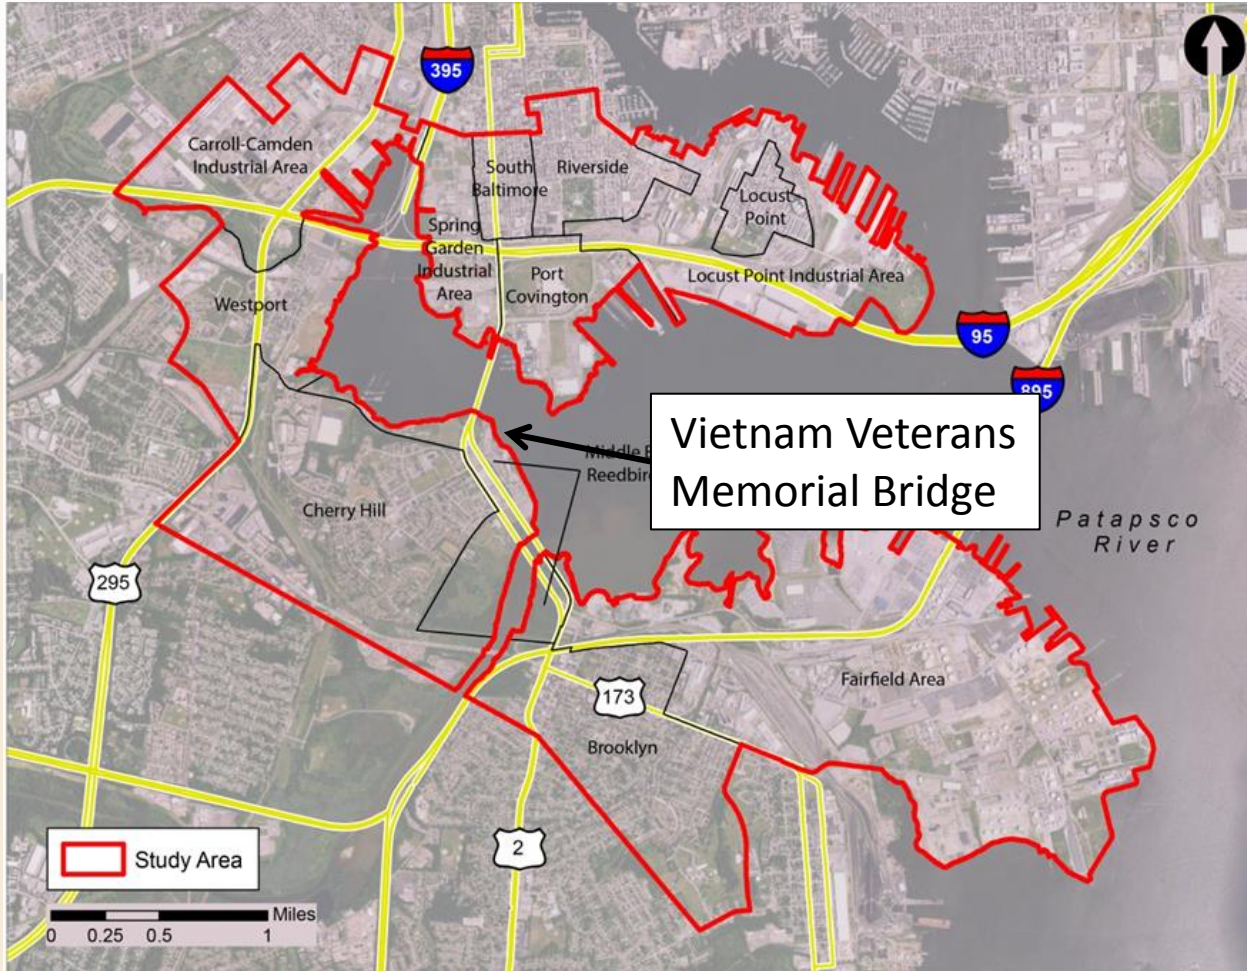 395
Carroll-Camden
Industrial Area
South
Baltimore
Riverside
Locust
Point
Spring
Garden
Industrial
Area
Port
Covington
Locust Point Industrial Area
Westport
95
895
Vietnam Veterans
Memorial Bridge
Middle
Cherry Hill
Patapsco
River
295
173
Fairfield Area
Brooklyn
2
Study Area
Miles
0 0.25 0.5 1